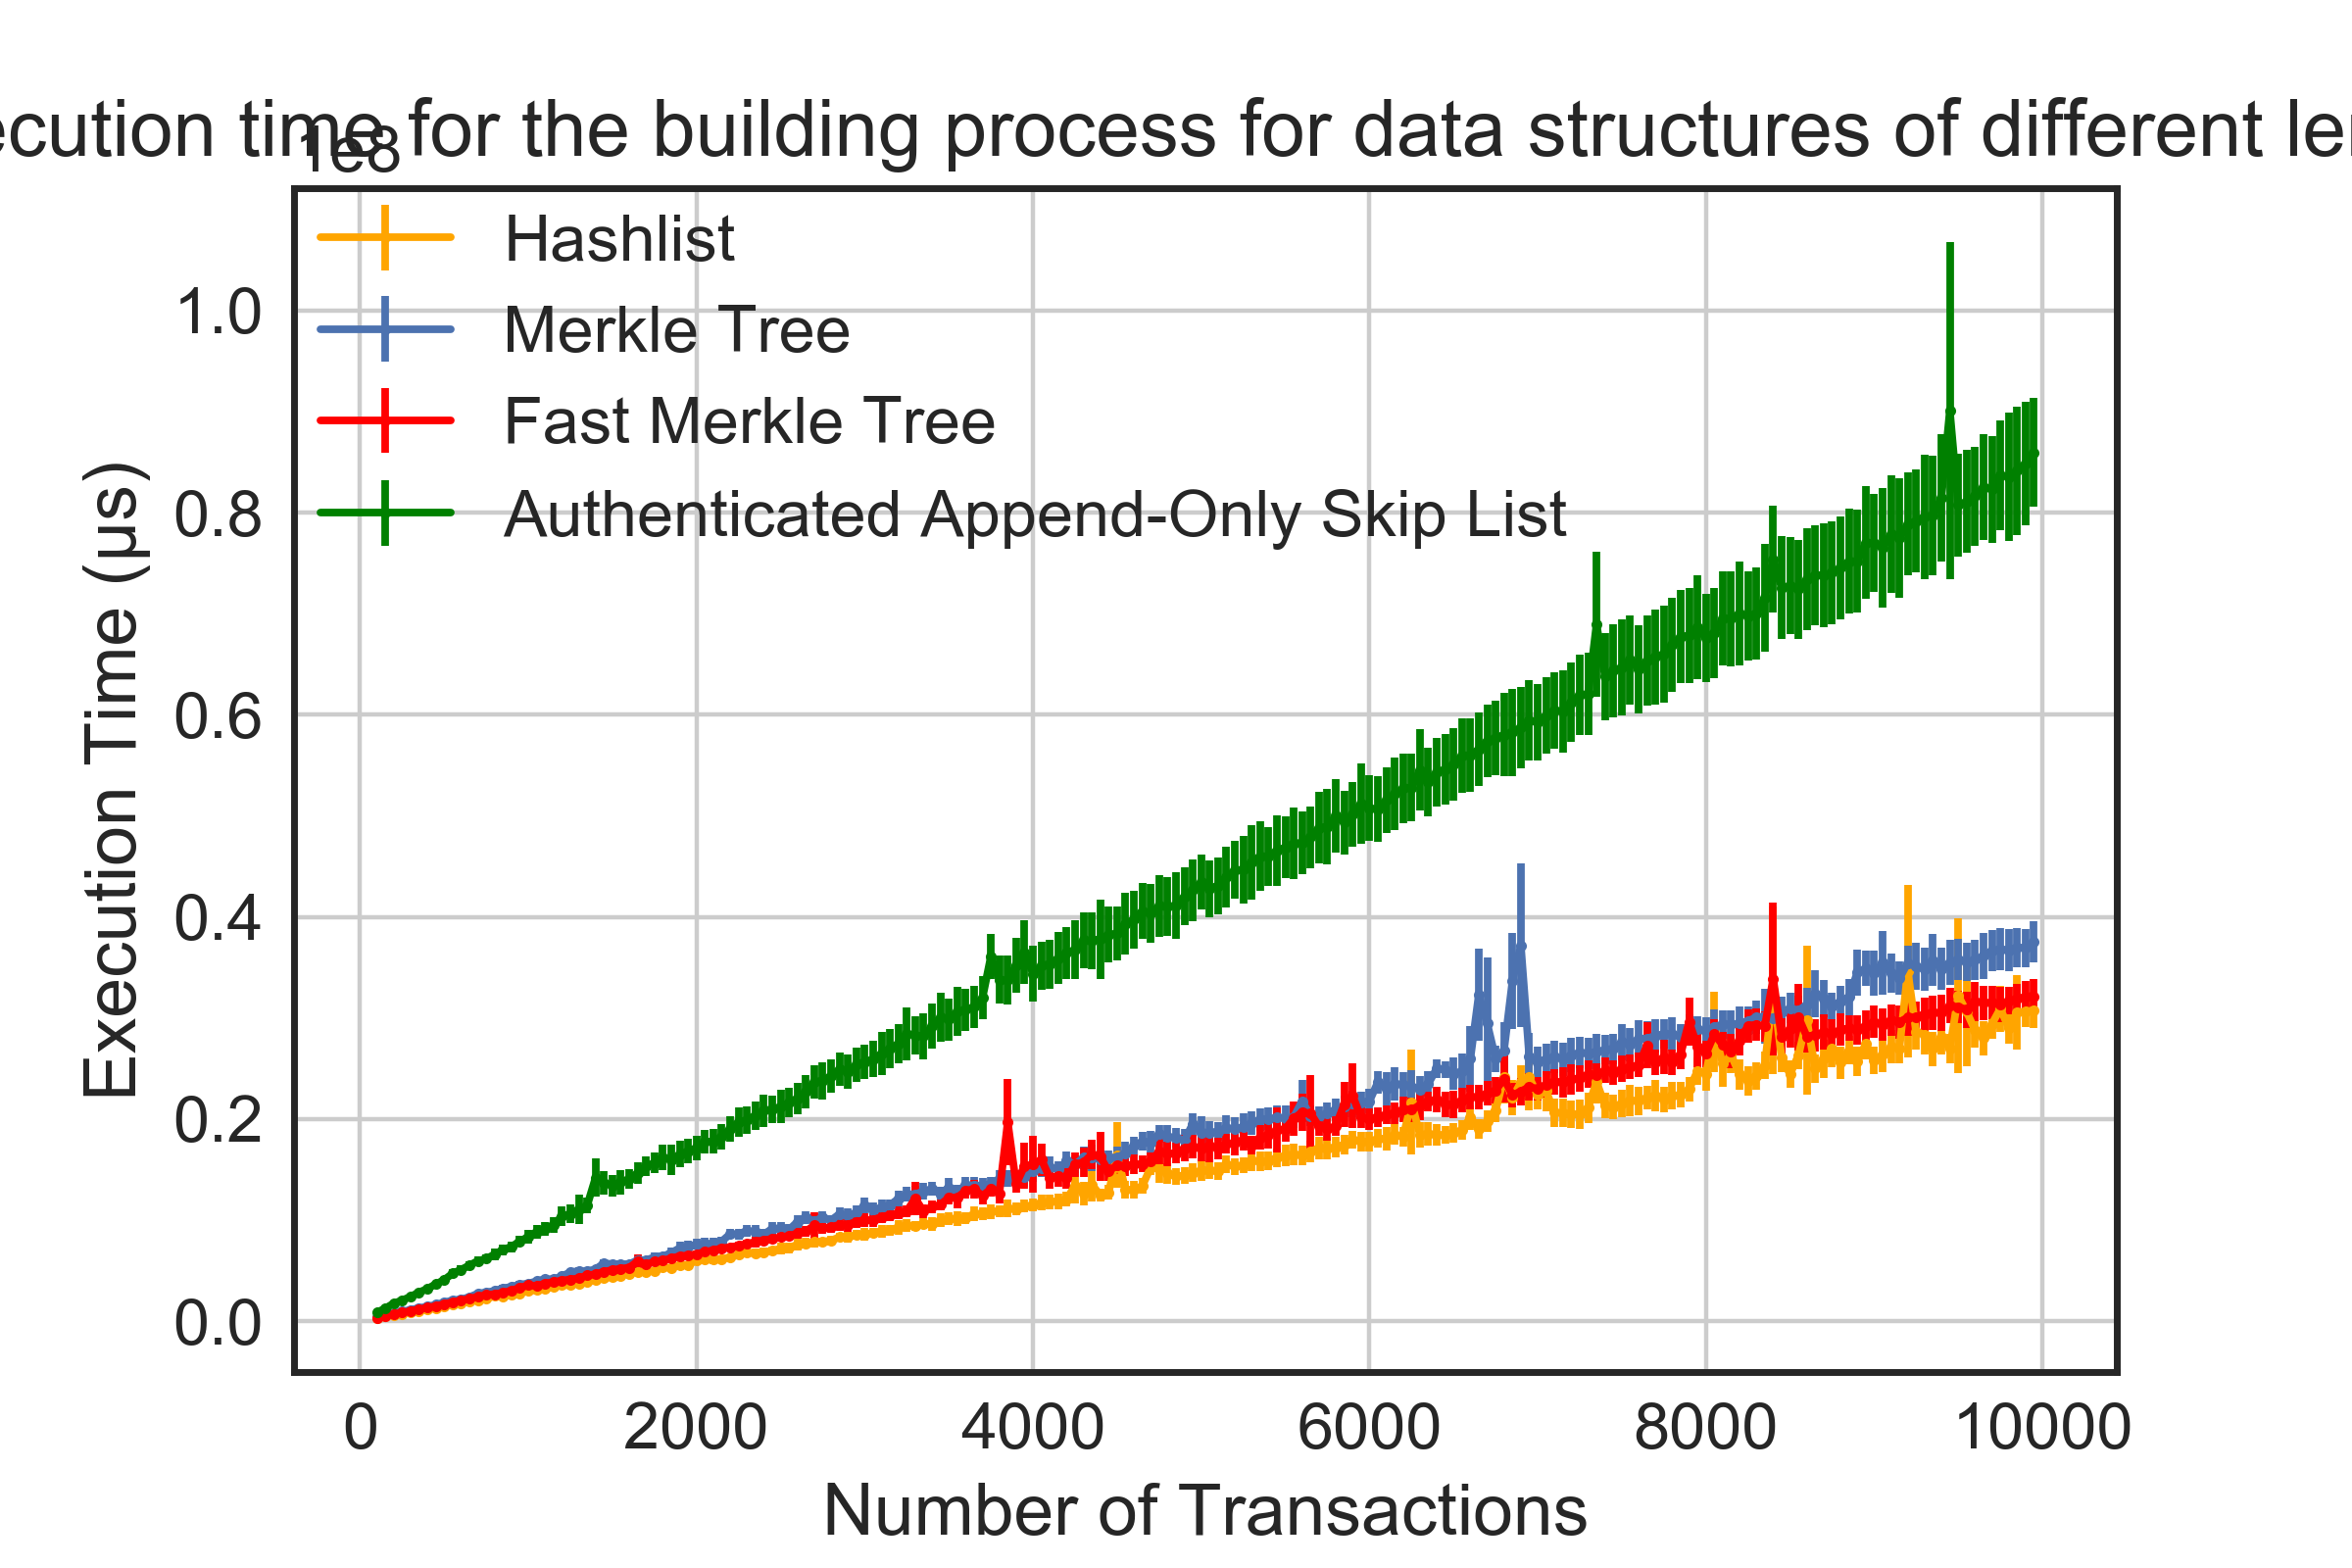 cution time for the building process for data structures of different le
1e8
Hashlist
Merkle Tree
Fast Merkle Tree
Authenticated Append-Only Skip List
Execution Time (μs)
1.0
0.8
0.6
0.4
0.2
0.0
0 2000 4000 6000 8000 10000
Number of Transactions